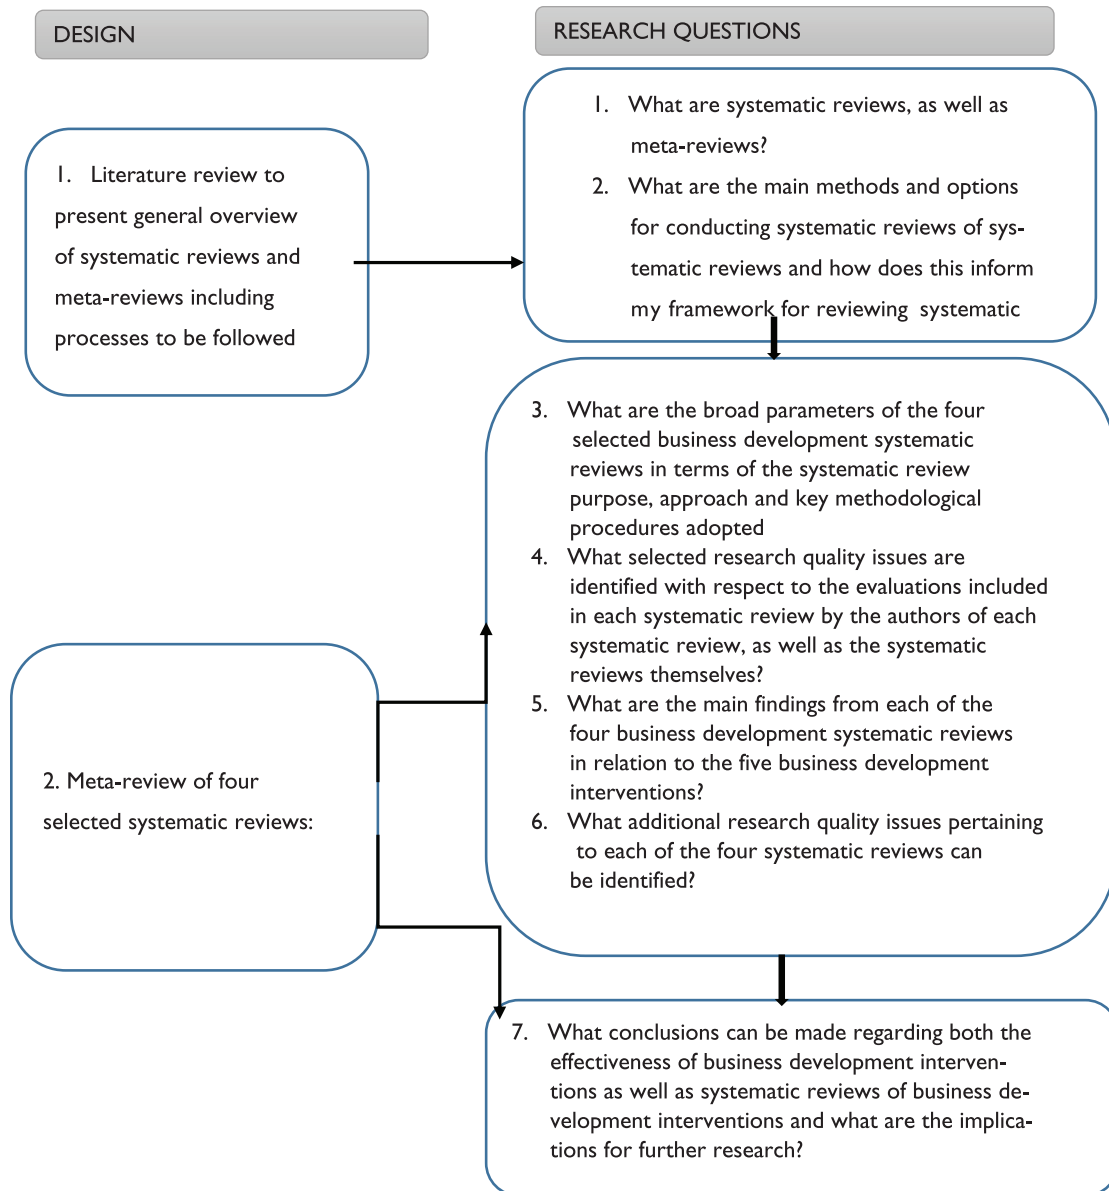 DESIGN
RESEARCH QUESTIONS
1. Literature review to
present general overview
of systematic reviews and
meta-reviews including
processes to be followed
1. What are systematic reviews, as well as
meta-reviews?
2. What are the main methods and options
for conducting systematic reviews of sys-
tematic reviews and how does this inform
my framework for reviewing systematic
3. What are the broad parameters of the four
selected business development systematic
reviews in terms of the systematic review
purpose, approach and key methodological
procedures adopted
4. What selected research quality issues are
identified with respect to the evaluations included
in each systematic review by the authors of each
systematic review, as well as the systematic
reviews themselves?
5. What are the main findings from each of the
four business development systematic reviews
in relation to the five business development
interventions?
6. What additional research quality issues pertaining
to each of the four systematic reviews can
be identified?
2. Meta-review of four
selected systematic reviews:
7. What conclusions can be made regarding both the
effectiveness of business development interven-
tions as well as systematic reviews of business de-
velopment interventions and what are the implica-
tions for further research?